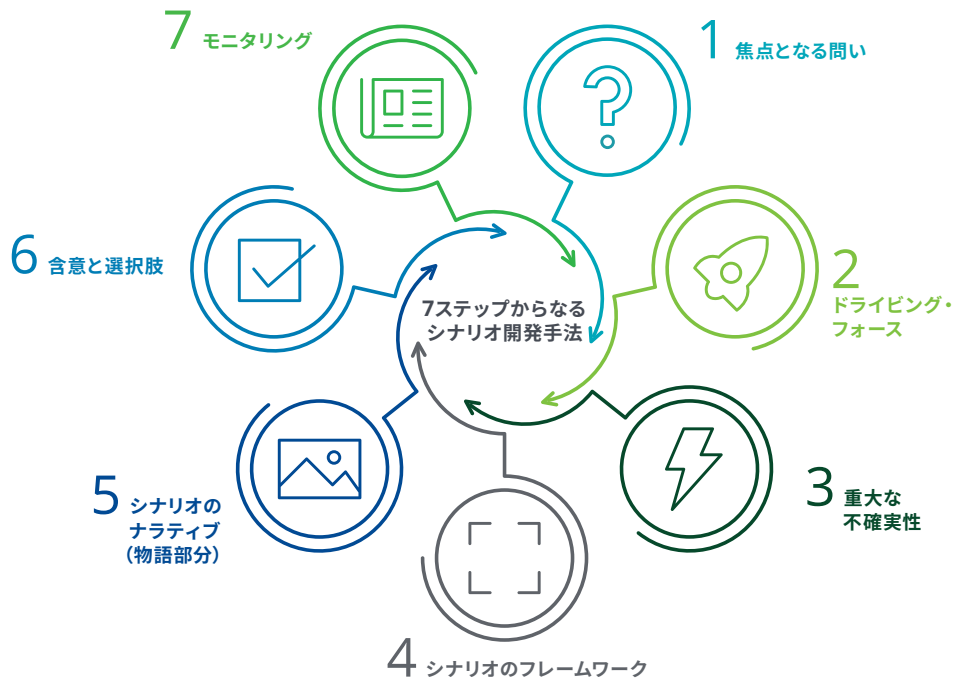 7ステップからなる
シナリオ開発手法
1 焦点となる問い
2
ドライビング・
フォース
3 重大な
不確実性
4 シナリオのフレームワーク
5 シナリオの
ナラティブ
（物語部分）
6 含意と選択肢
7 モニタリング